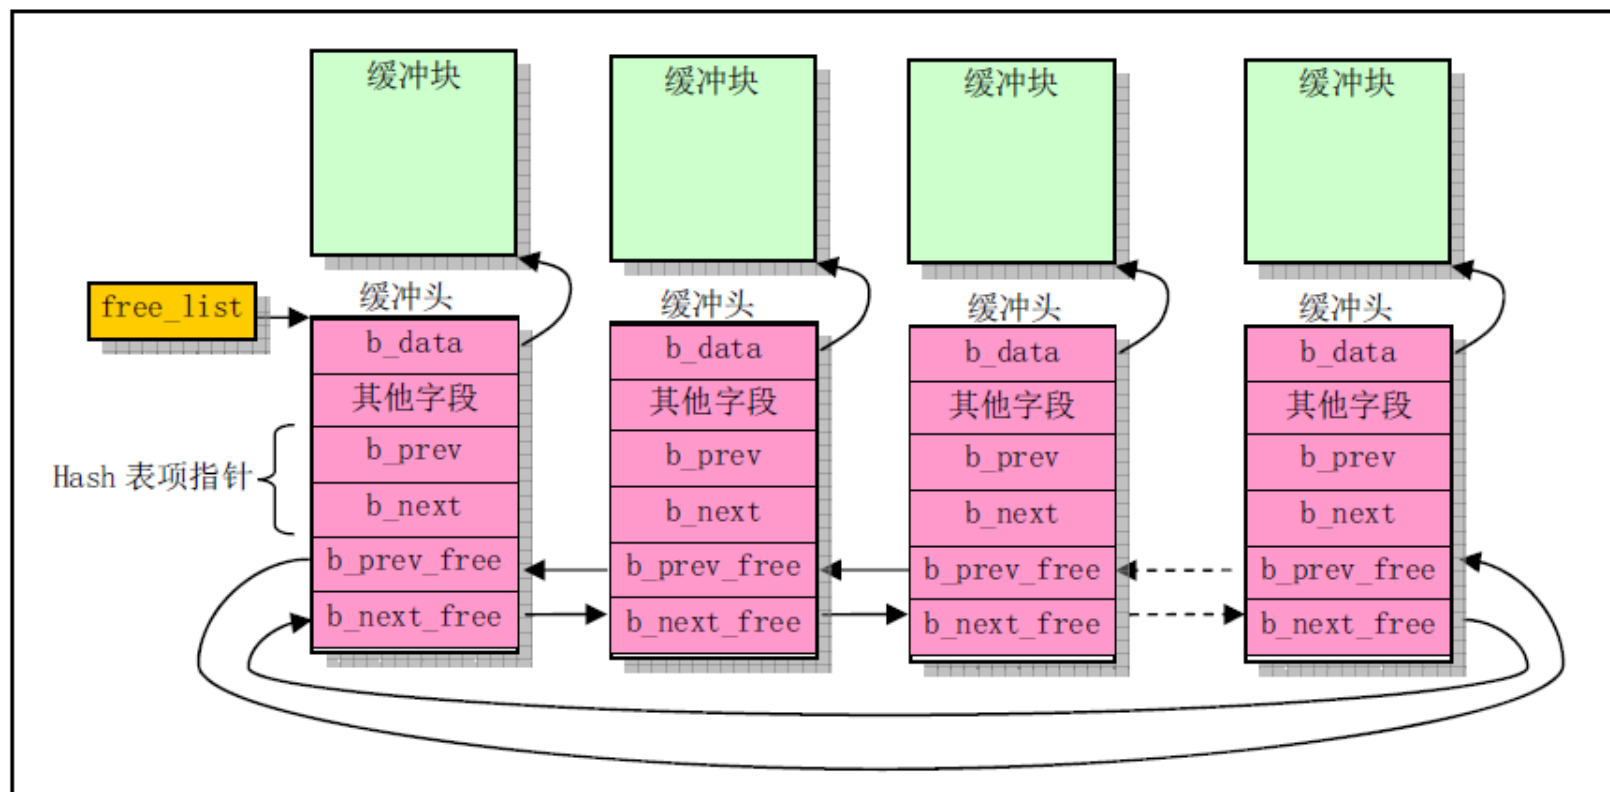 缓冲块
缓冲块
缓冲块
缓冲块
free_list
缓冲头
缓冲头
缓冲头
缓冲头
b_data
b_data
b_data
b_data
其他字段
其他字段
其他字段
其他字段
Hash 表项指针
b_prev
b_prev
b_prev
b_prev
b_next
b_next
b_next
b_next
b_prev_free
b_prev_free
b_prev_free
b_prev_free
b_next_free
b_next_free
b_next_free
b_next_free